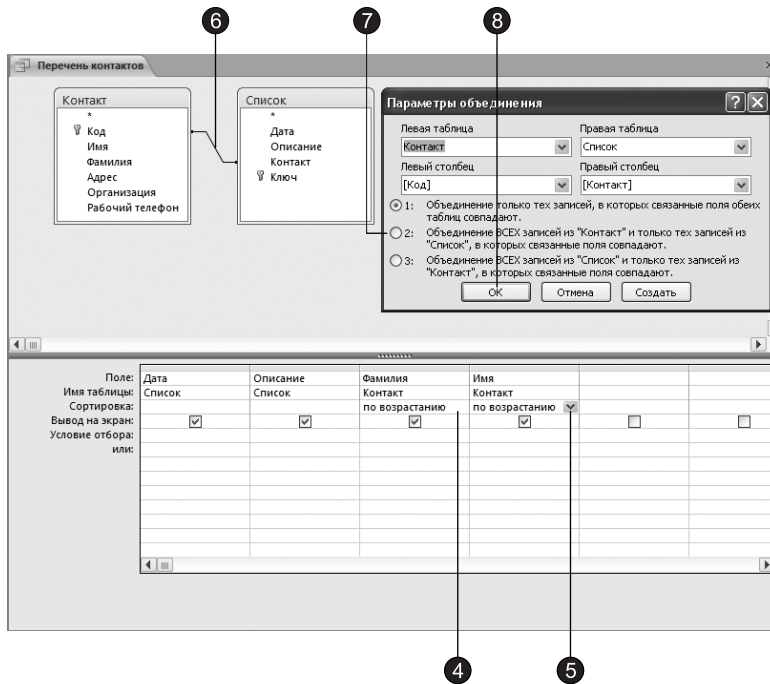 6 7 8
Перечень контактов
Контакт
*
Код
Имя
Фамилия
Адрес
Организация
Рабочий телефон
Список
*
Дата
Описание
Контакт
Ключ
Параметры объединения
Левая таблица Правая таблица
Контакт Список
Левый столбец Правый столбец
[Код] [Контакт]
1: Объединение только тех записей, в которых связанные поля обеих
таблиц совпадают.
2: Объединение ВСЕХ записей из "Контакт" и только тех записей из
"Список", в которых связанные поля совпадают.
3: Объединение ВСЕХ записей из "Список" и только тех записей из
"Контакт", в которых связанные поля совпадают.
ОК Отмена Создать
Поле: Дата Описание Фамилия Имя
Имя таблицы: Список Список Контакт Контакт
Сортировка: по возрастанию по возрастанию
Вывод на экран:
Условие отбора:
или:
4 5